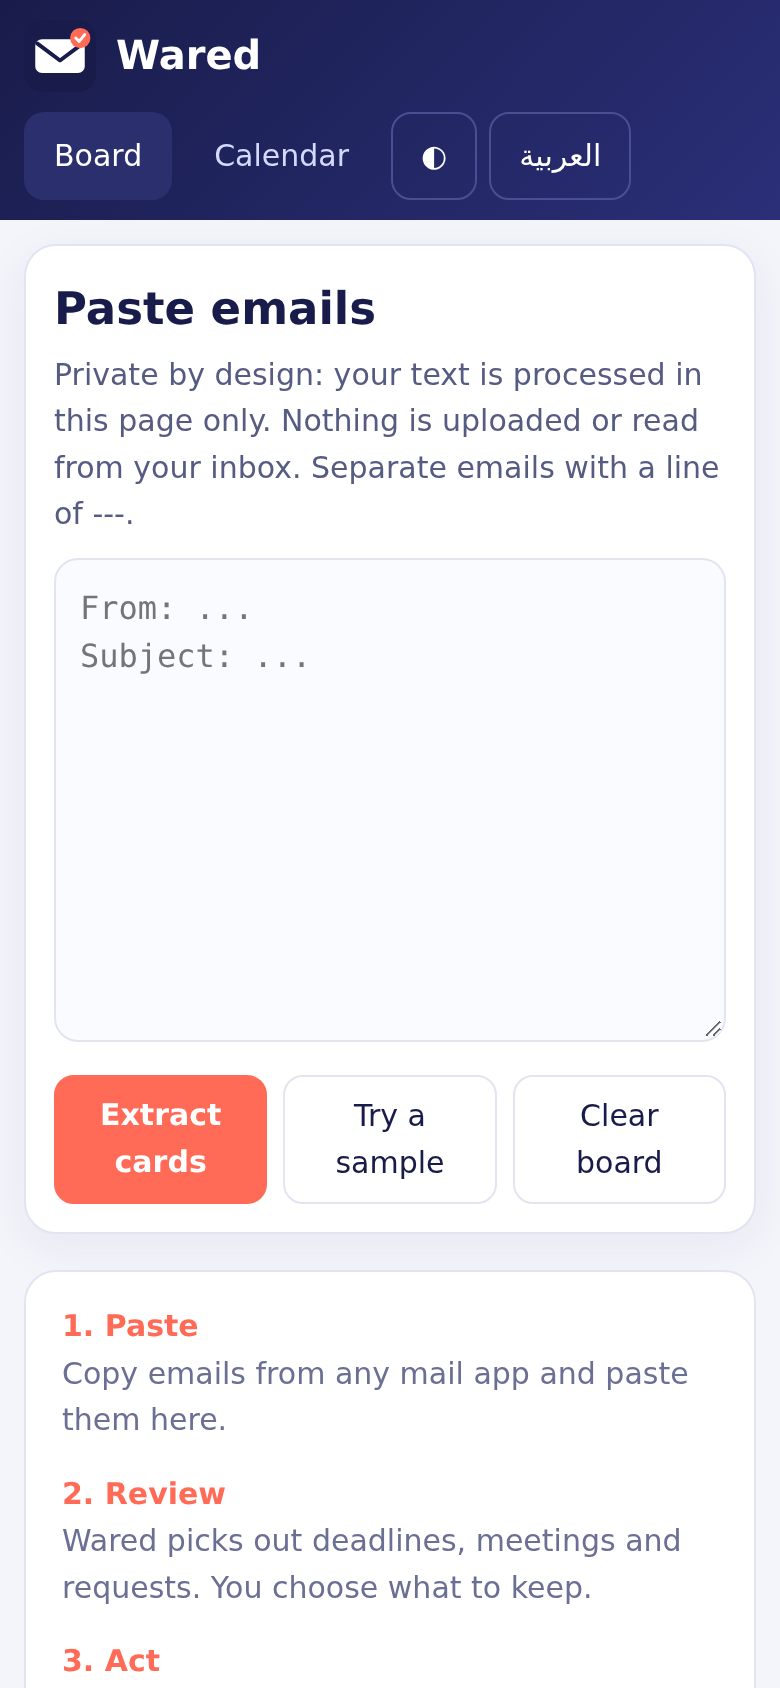 Wared
Board
Calendar
العربية
Paste emails
Private by design: your text is processed in
this page only. Nothing is uploaded or read
from your inbox. Separate emails with a line
of ---.
From: ...
Subject: ...
Extract
cards
Try a
sample
Clear
board
1. Paste
Copy emails from any mail app and paste
them here.
2. Review
Wared picks out deadlines, meetings and
requests. You choose what to keep.
3. Act